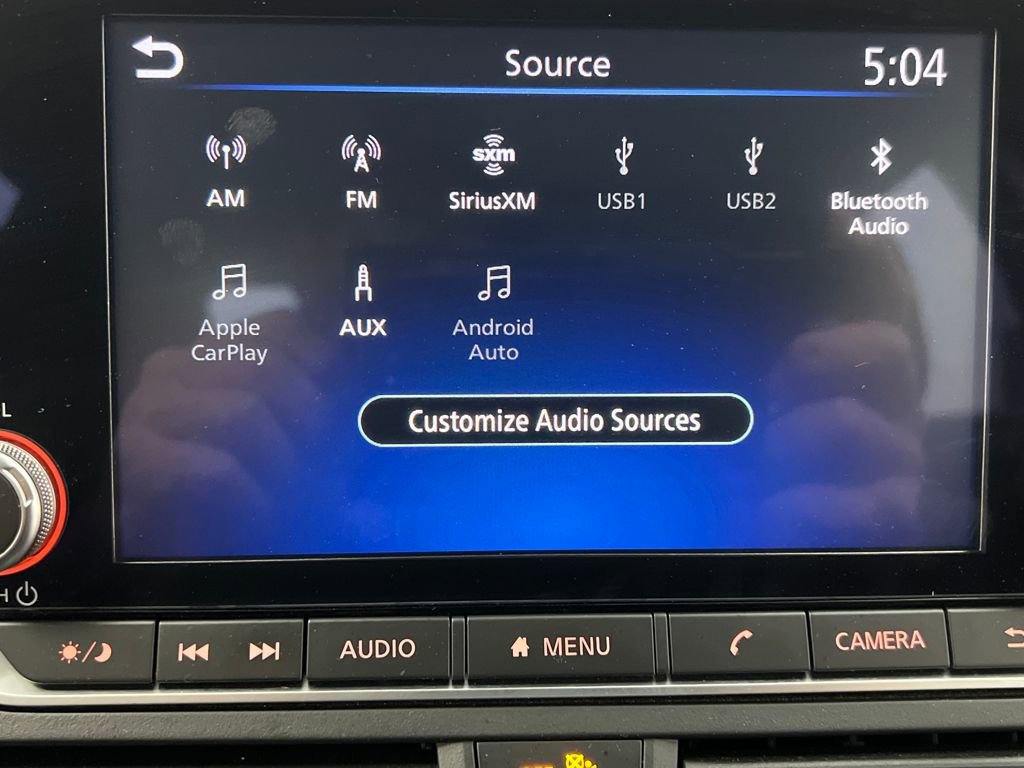 Source
5:04
AM
FM
sxm
SiriusXM
USB1
USB2
Bluetooth
Audio
Apple
CarPlay
AUX
Android
Auto
Customize Audio Sources
AUDIO
MENU
CAMERA